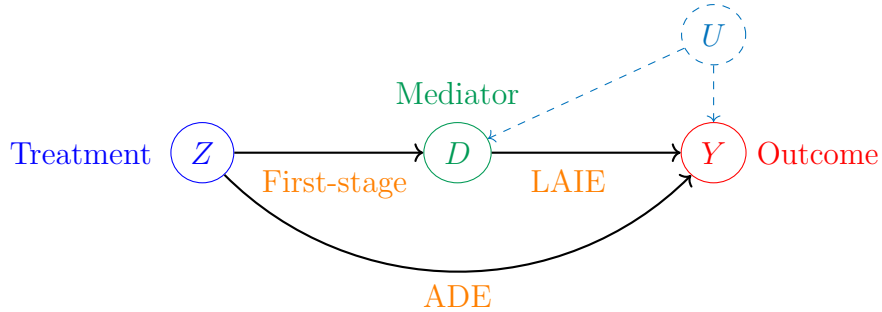 U
Mediator
Treatment Z D Y Outcome
First-stage LAIE
ADE